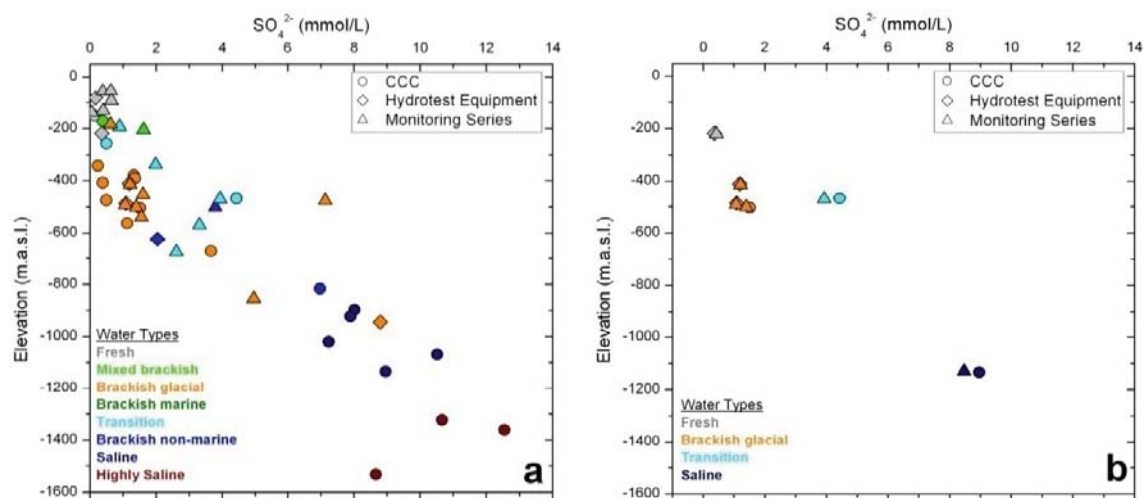 SO₄²⁻ (mmol/L)
0 2 4 6 8 10 12 14
Elevation (m.a.s.l.)
0
-200
-400
-600
-800
-1000
-1200
-1400
-1600
CCC
Hydrotest Equipment
Monitoring Series
Water Types
Fresh
Mixed brackish
Brackish glacial
Brackish marine
Transition
Brackish non-marine
Saline
Highly Saline
a
SO₄²⁻ (mmol/L)
0 2 4 6 8 10 12 14
Elevation (m.a.s.l.)
0
-200
-400
-600
-800
-1000
-1200
-1400
-1600
CCC
Hydrotest Equipment
Monitoring Series
Water Types
Fresh
Brackish glacial
Transition
Saline
b